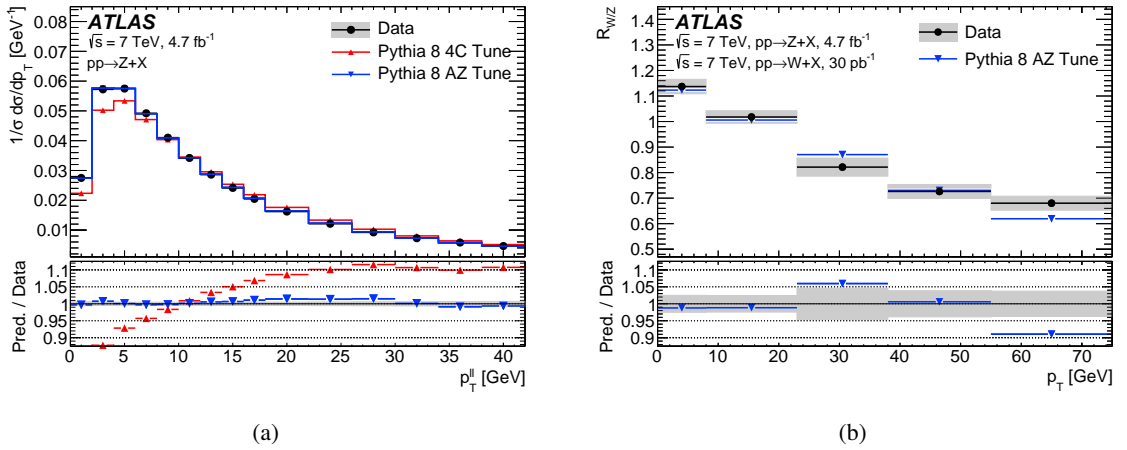 ATLAS
√s = 7 TeV, 4.7 fb⁻¹
pp→Z+X
Data
Pythia 8 4C Tune
Pythia 8 AZ Tune
1/σ dσ/dp_T [GeV⁻¹]
0.08
0.07
0.06
0.05
0.04
0.03
0.02
0.01
Pred. / Data
1.1
1.05
1
0.95
0.9
0 5 10 15 20 25 30 35 40
p_T^ll [GeV]
(a)
ATLAS
√s = 7 TeV, pp→Z+X, 4.7 fb⁻¹
√s = 7 TeV, pp→W+X, 30 pb⁻¹
Data
Pythia 8 AZ Tune
R_W/Z
1.4
1.3
1.2
1.1
1
0.9
0.8
0.7
0.6
0.5
Pred. / Data
1.1
1.05
1
0.95
0.9
0 10 20 30 40 50 60 70
p_T [GeV]
(b)